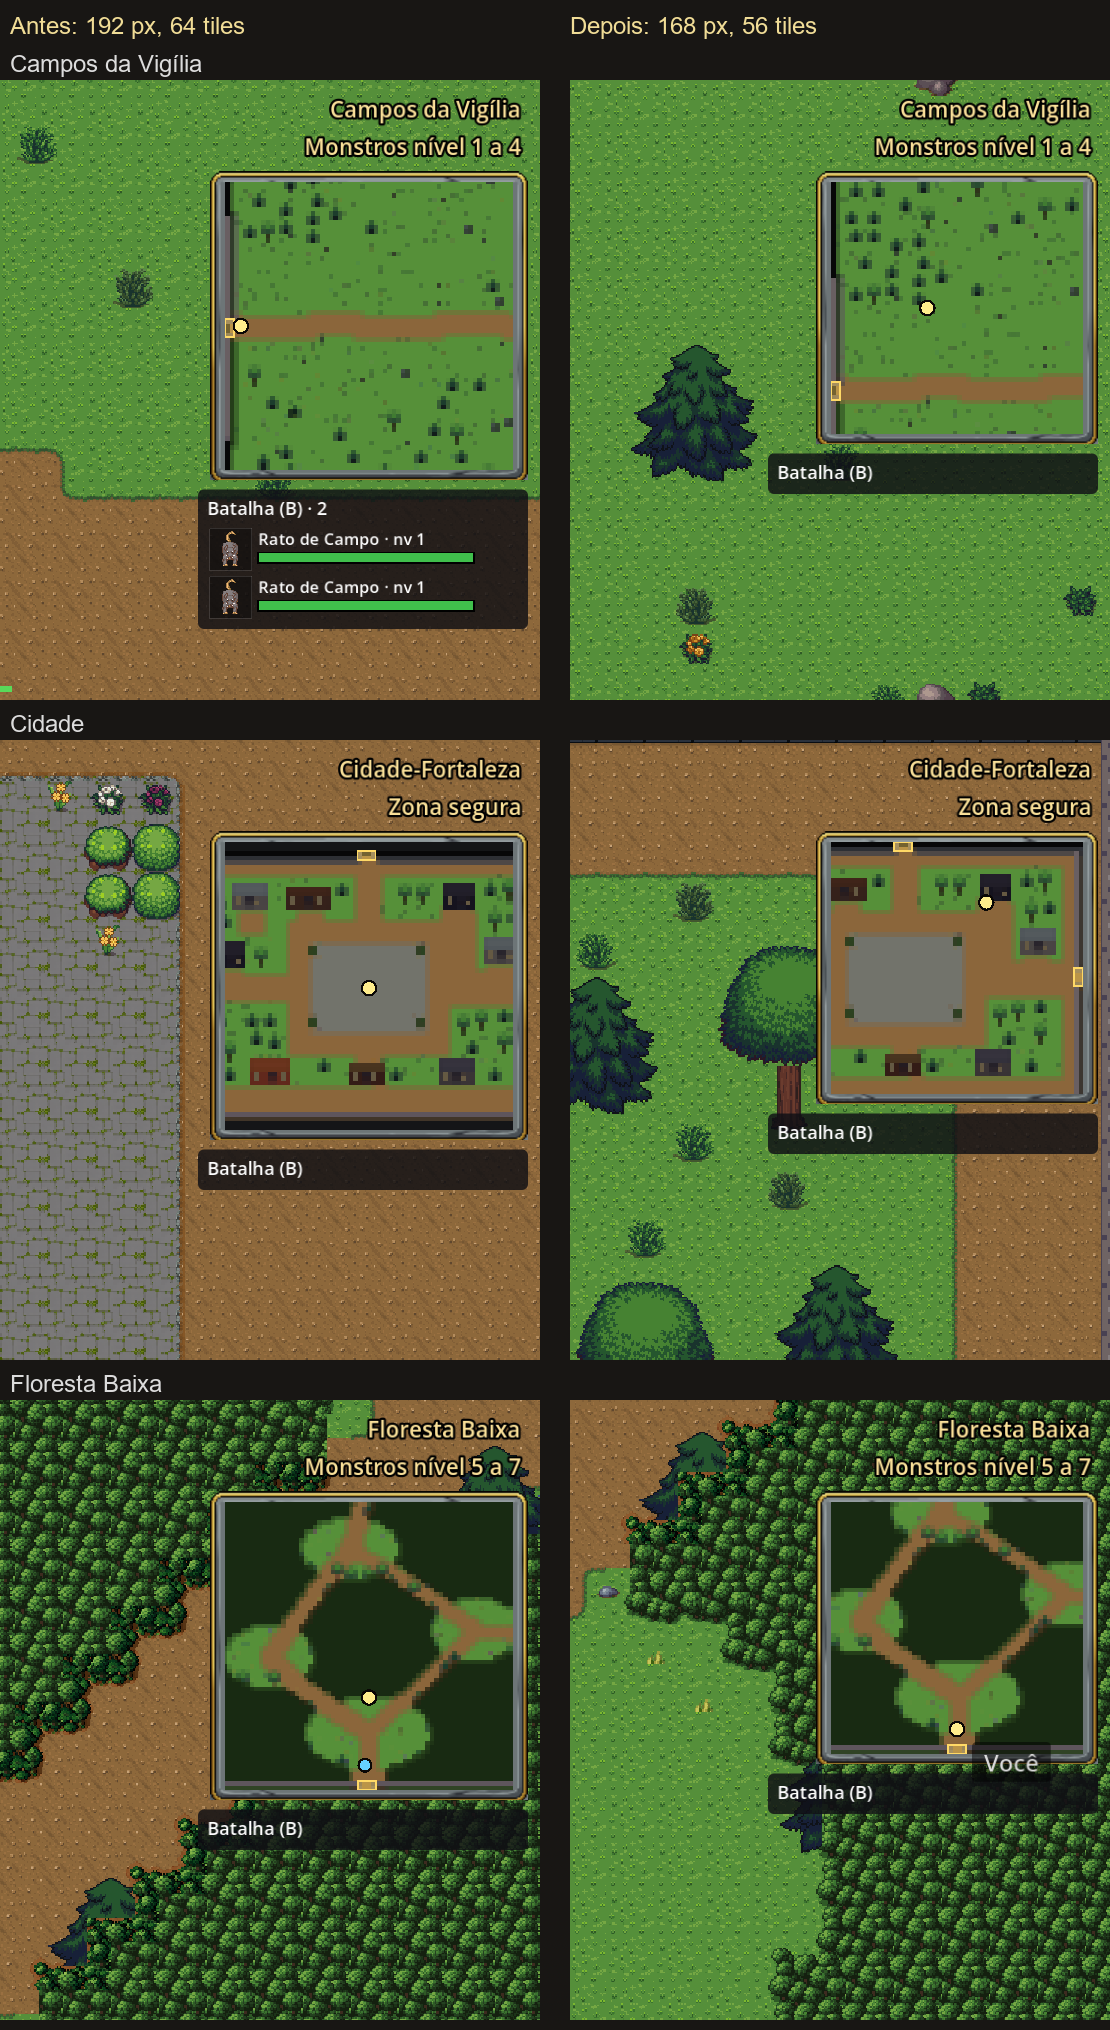 Antes: 192 px, 64 tiles
Depois: 168 px, 56 tiles
Campos da Vigília
Campos da Vigília
Monstros nível 1 a 4
Batalha (B) · 2
Rato de Campo · nv 1
Rato de Campo · nv 1
Campos da Vigília
Monstros nível 1 a 4
Batalha (B)
Cidade
Cidade-Fortaleza
Zona segura
Batalha (B)
Cidade-Fortaleza
Zona segura
Batalha (B)
Floresta Baixa
Floresta Baixa
Monstros nível 5 a 7
Batalha (B)
Floresta Baixa
Monstros nível 5 a 7
Você
Batalha (B)